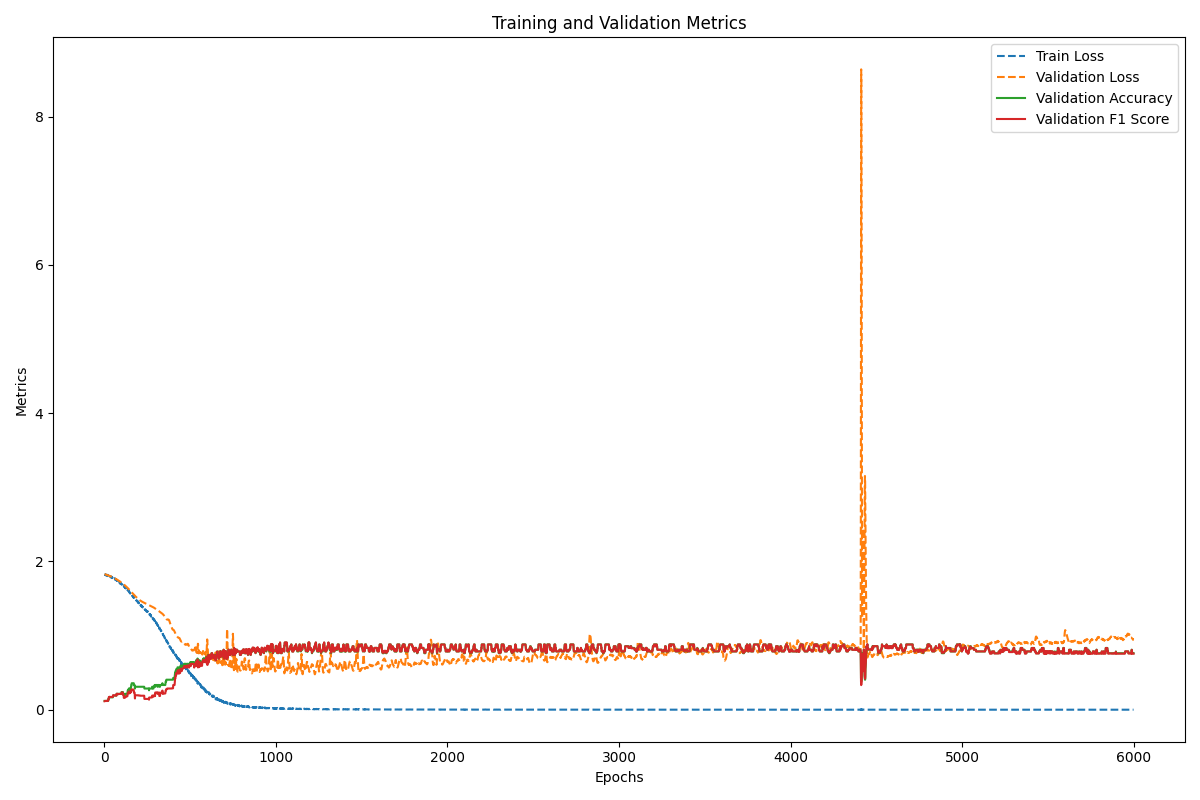 Training and Validation Metrics
Train Loss
Validation Loss
Validation Accuracy
Validation F1 Score
8
6
4
2
0
Metrics
0 1000 2000 3000 4000 5000 6000
Epochs